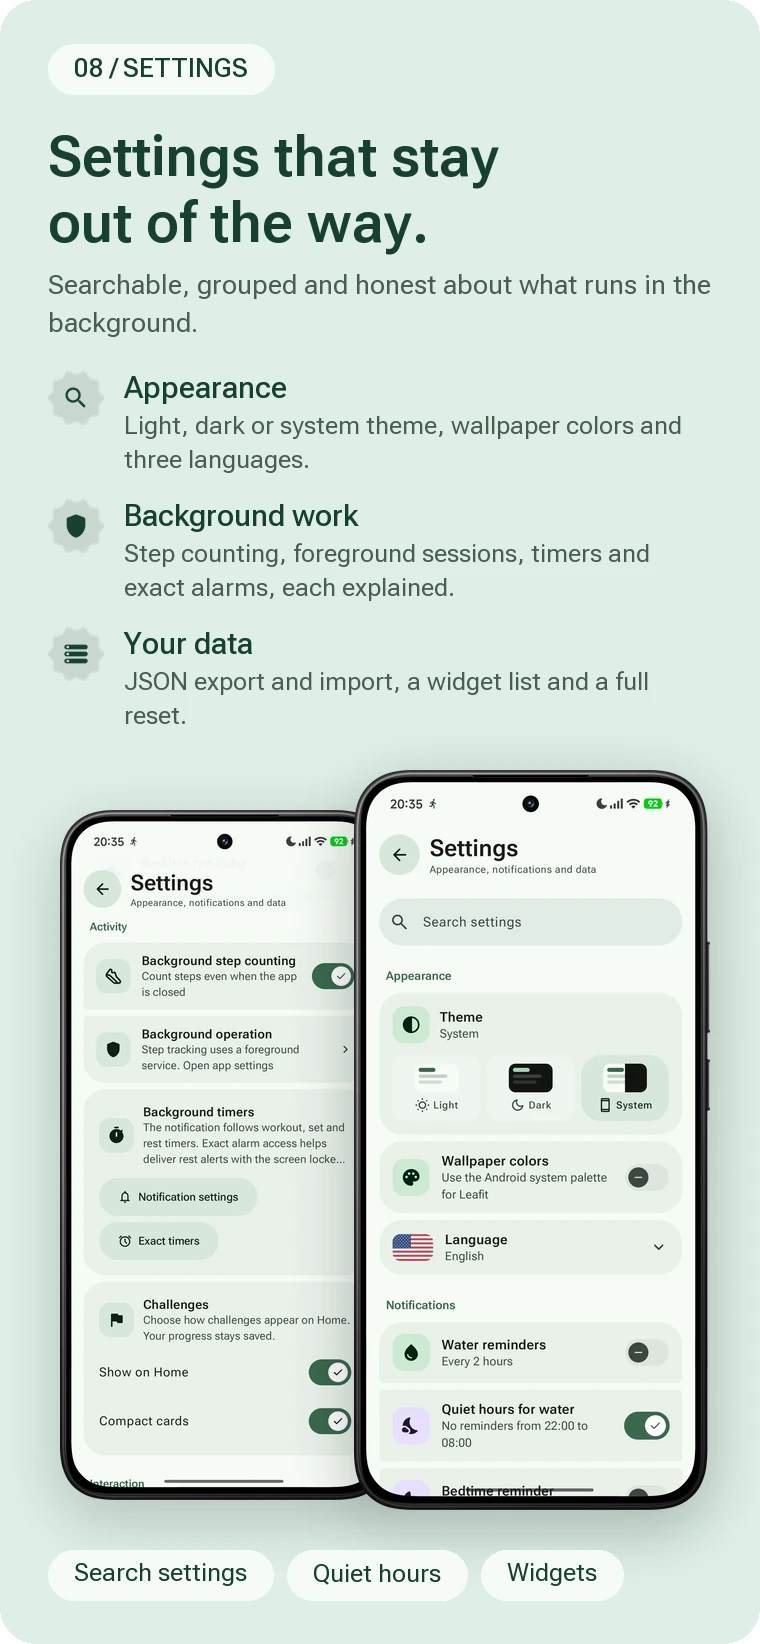 08 / SETTINGS
Settings that stay
out of the way.
Searchable, grouped and honest about what runs in the
background.
Appearance
Light, dark or system theme, wallpaper colors and
three languages.
Background work
Step counting, foreground sessions, timers and
exact alarms, each explained.
Your data
JSON export and import, a widget list and a full
reset.
20:35
92
Settings
Appearance, notifications and data
Activity
Background step counting
Count steps even when the app
is closed
Background operation
Step tracking uses a foreground
service. Open app settings
Background timers
The notification follows workout, set and
rest timers. Exact alarm access helps
deliver rest alerts with the screen locke...
Notification settings
Exact timers
Challenges
Choose how challenges appear on Home.
Your progress stays saved.
Show on Home
Compact cards
Interaction
20:35
92
Settings
Appearance, notifications and data
Search settings
Appearance
Theme
System
Light
Dark
System
Wallpaper colors
Use the Android system palette
for Leafit
Language
English
Notifications
Water reminders
Every 2 hours
Quiet hours for water
No reminders from 22:00 to
08:00
Bedtime reminder
Search settings
Quiet hours
Widgets